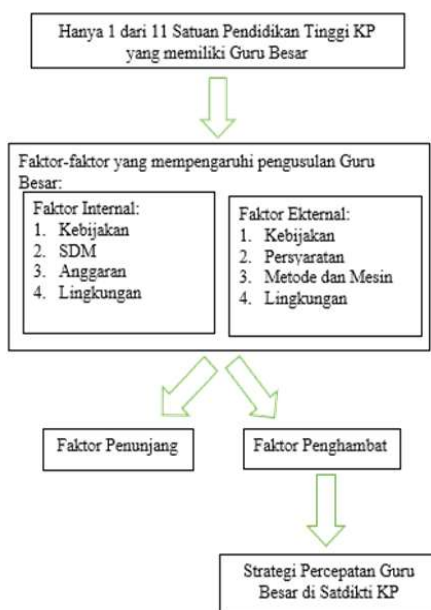 Hanya 1 dari 11 Satuan Pendidikan Tinggi KP
yang memiliki Guru Besar
Faktor-faktor yang mempengaruhi pengusulan Guru
Besar:
Faktor Internal:
1. Kebijakan
2. SDM
3. Anggaran
4. Lingkungan
Faktor Ekternal:
1. Kebijakan
2. Persyaratan
3. Metode dan Mesin
4. Lingkungan
Faktor Penunjang
Faktor Penghambat
Strategi Percepatan Guru
Besar di Satdikti KP